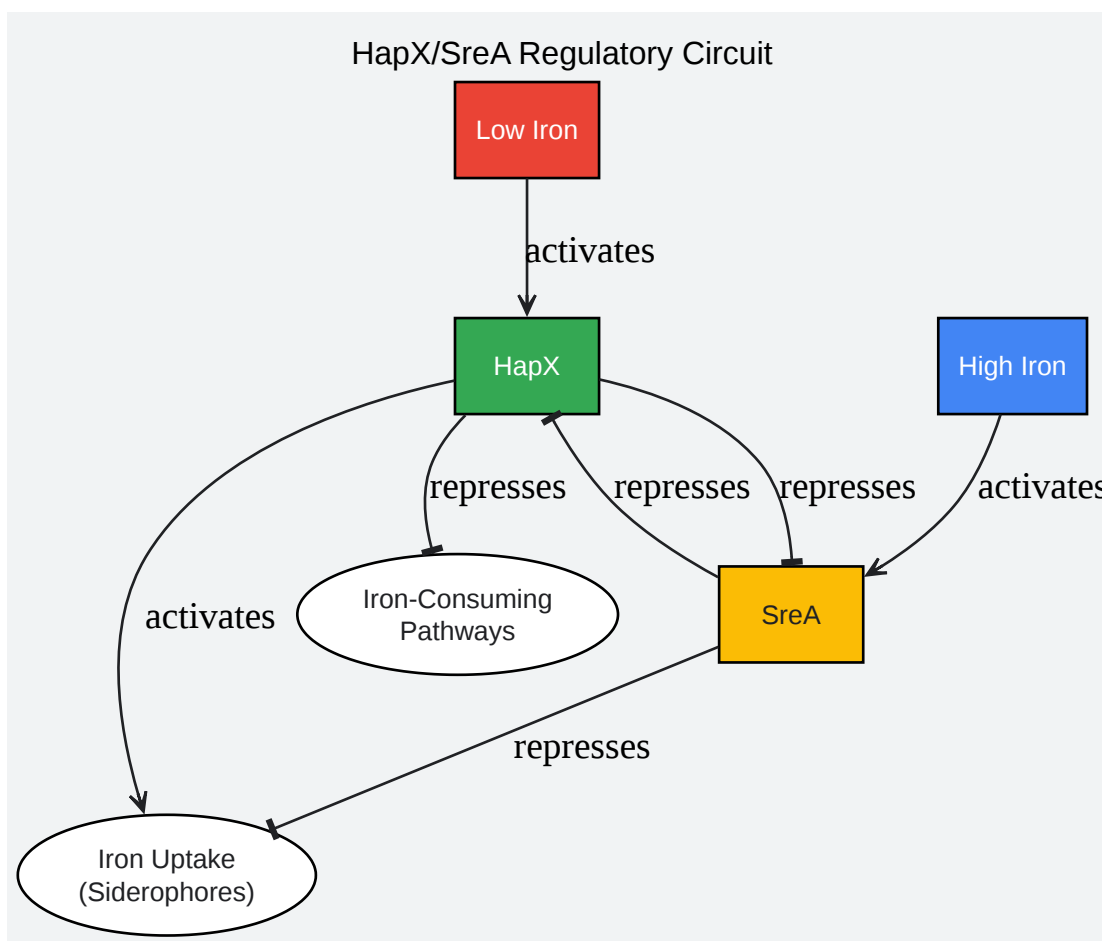 HapX/SreA Regulatory Circuit
Low Iron
activates
HapX
High Iron
represses
represses
represses
activates
Iron-Consuming
Pathways
SreA
activates
represses
Iron Uptake
(Siderophores)